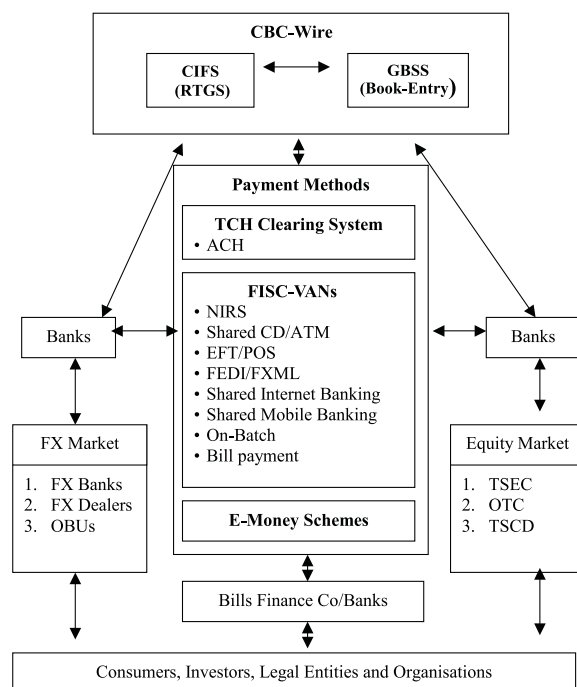 CBC-Wire
CIFS
(RTGS)
GBSS
(Book-Entry)
Payment Methods
TCH Clearing System
• ACH
FISC-VANs
• NIRS
• Shared CD/ATM
• EFT/POS
• FEDI/FXML
• Shared Internet Banking
• Shared Mobile Banking
• On-Batch
• Bill payment
E-Money Schemes
Banks
Banks
FX Market
1. FX Banks
2. FX Dealers
3. OBUs
Equity Market
1. TSEC
2. OTC
3. TSCD
Bills Finance Co/Banks
Consumers, Investors, Legal Entities and Organisations